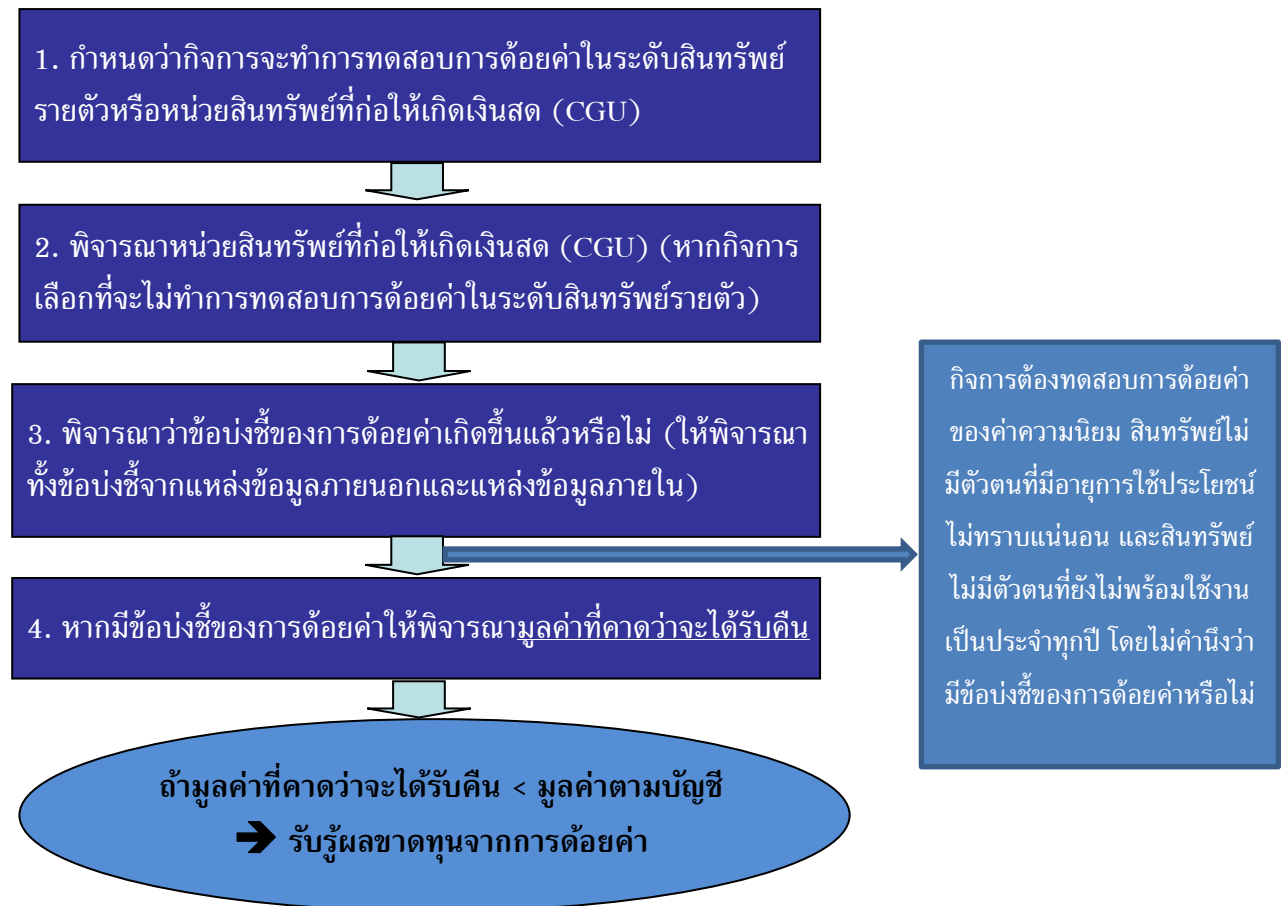 1. กำหนดว่ากิจการจะทำการทดสอบการด้อยค่าในระดับสินทรัพย์
รายตัวหรือหน่วยสินทรัพย์ที่ก่อให้เกิดเงินสด (CGU)
2. พิจารณาหน่วยสินทรัพย์ที่ก่อให้เกิดเงินสด (CGU) (หากกิจการ
เลือกที่จะไม่ทำการทดสอบการด้อยค่าในระดับสินทรัพย์รายตัว)
3. พิจารณาว่าข้อบ่งชี้ของการด้อยค่าเกิดขึ้นแล้วหรือไม่ (ให้พิจารณา
ทั้งข้อบ่งชี้จากแหล่งข้อมูลภายนอกและแหล่งข้อมูลภายใน)
กิจการต้องทดสอบการด้อยค่า
ของค่าความนิยม สินทรัพย์ไม่
มีตัวตนที่มีอายุการใช้ประโยชน์
ไม่ทราบแน่นอน และสินทรัพย์
ไม่มีตัวตนที่ยังไม่พร้อมใช้งาน
เป็นประจำทุกปี โดยไม่คำนึงว่า
มีข้อบ่งชี้ของการด้อยค่าหรือไม่
4. หากมีข้อบ่งชี้ของการด้อยค่าให้พิจารณามูลค่าที่คาดว่าจะได้รับคืน
ถ้ามูลค่าที่คาดว่าจะได้รับคืน < มูลค่าตามบัญชี
➔ รับรู้ผลขาดทุนจากการด้อยค่า